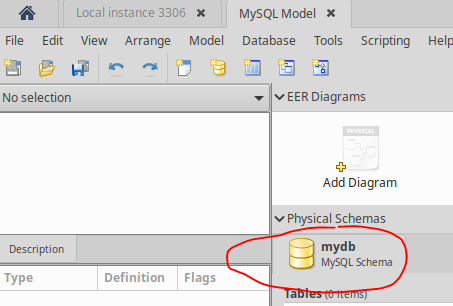 Local instance 3306
MySQL Model
File Edit View Arrange Model Database Tools Scripting Help
No selection
EER Diagrams
PHYSICAL
Add Diagram
Physical Schemas
mydb
MySQL Schema
Description
Type Definition Flags
Tables (0 items)